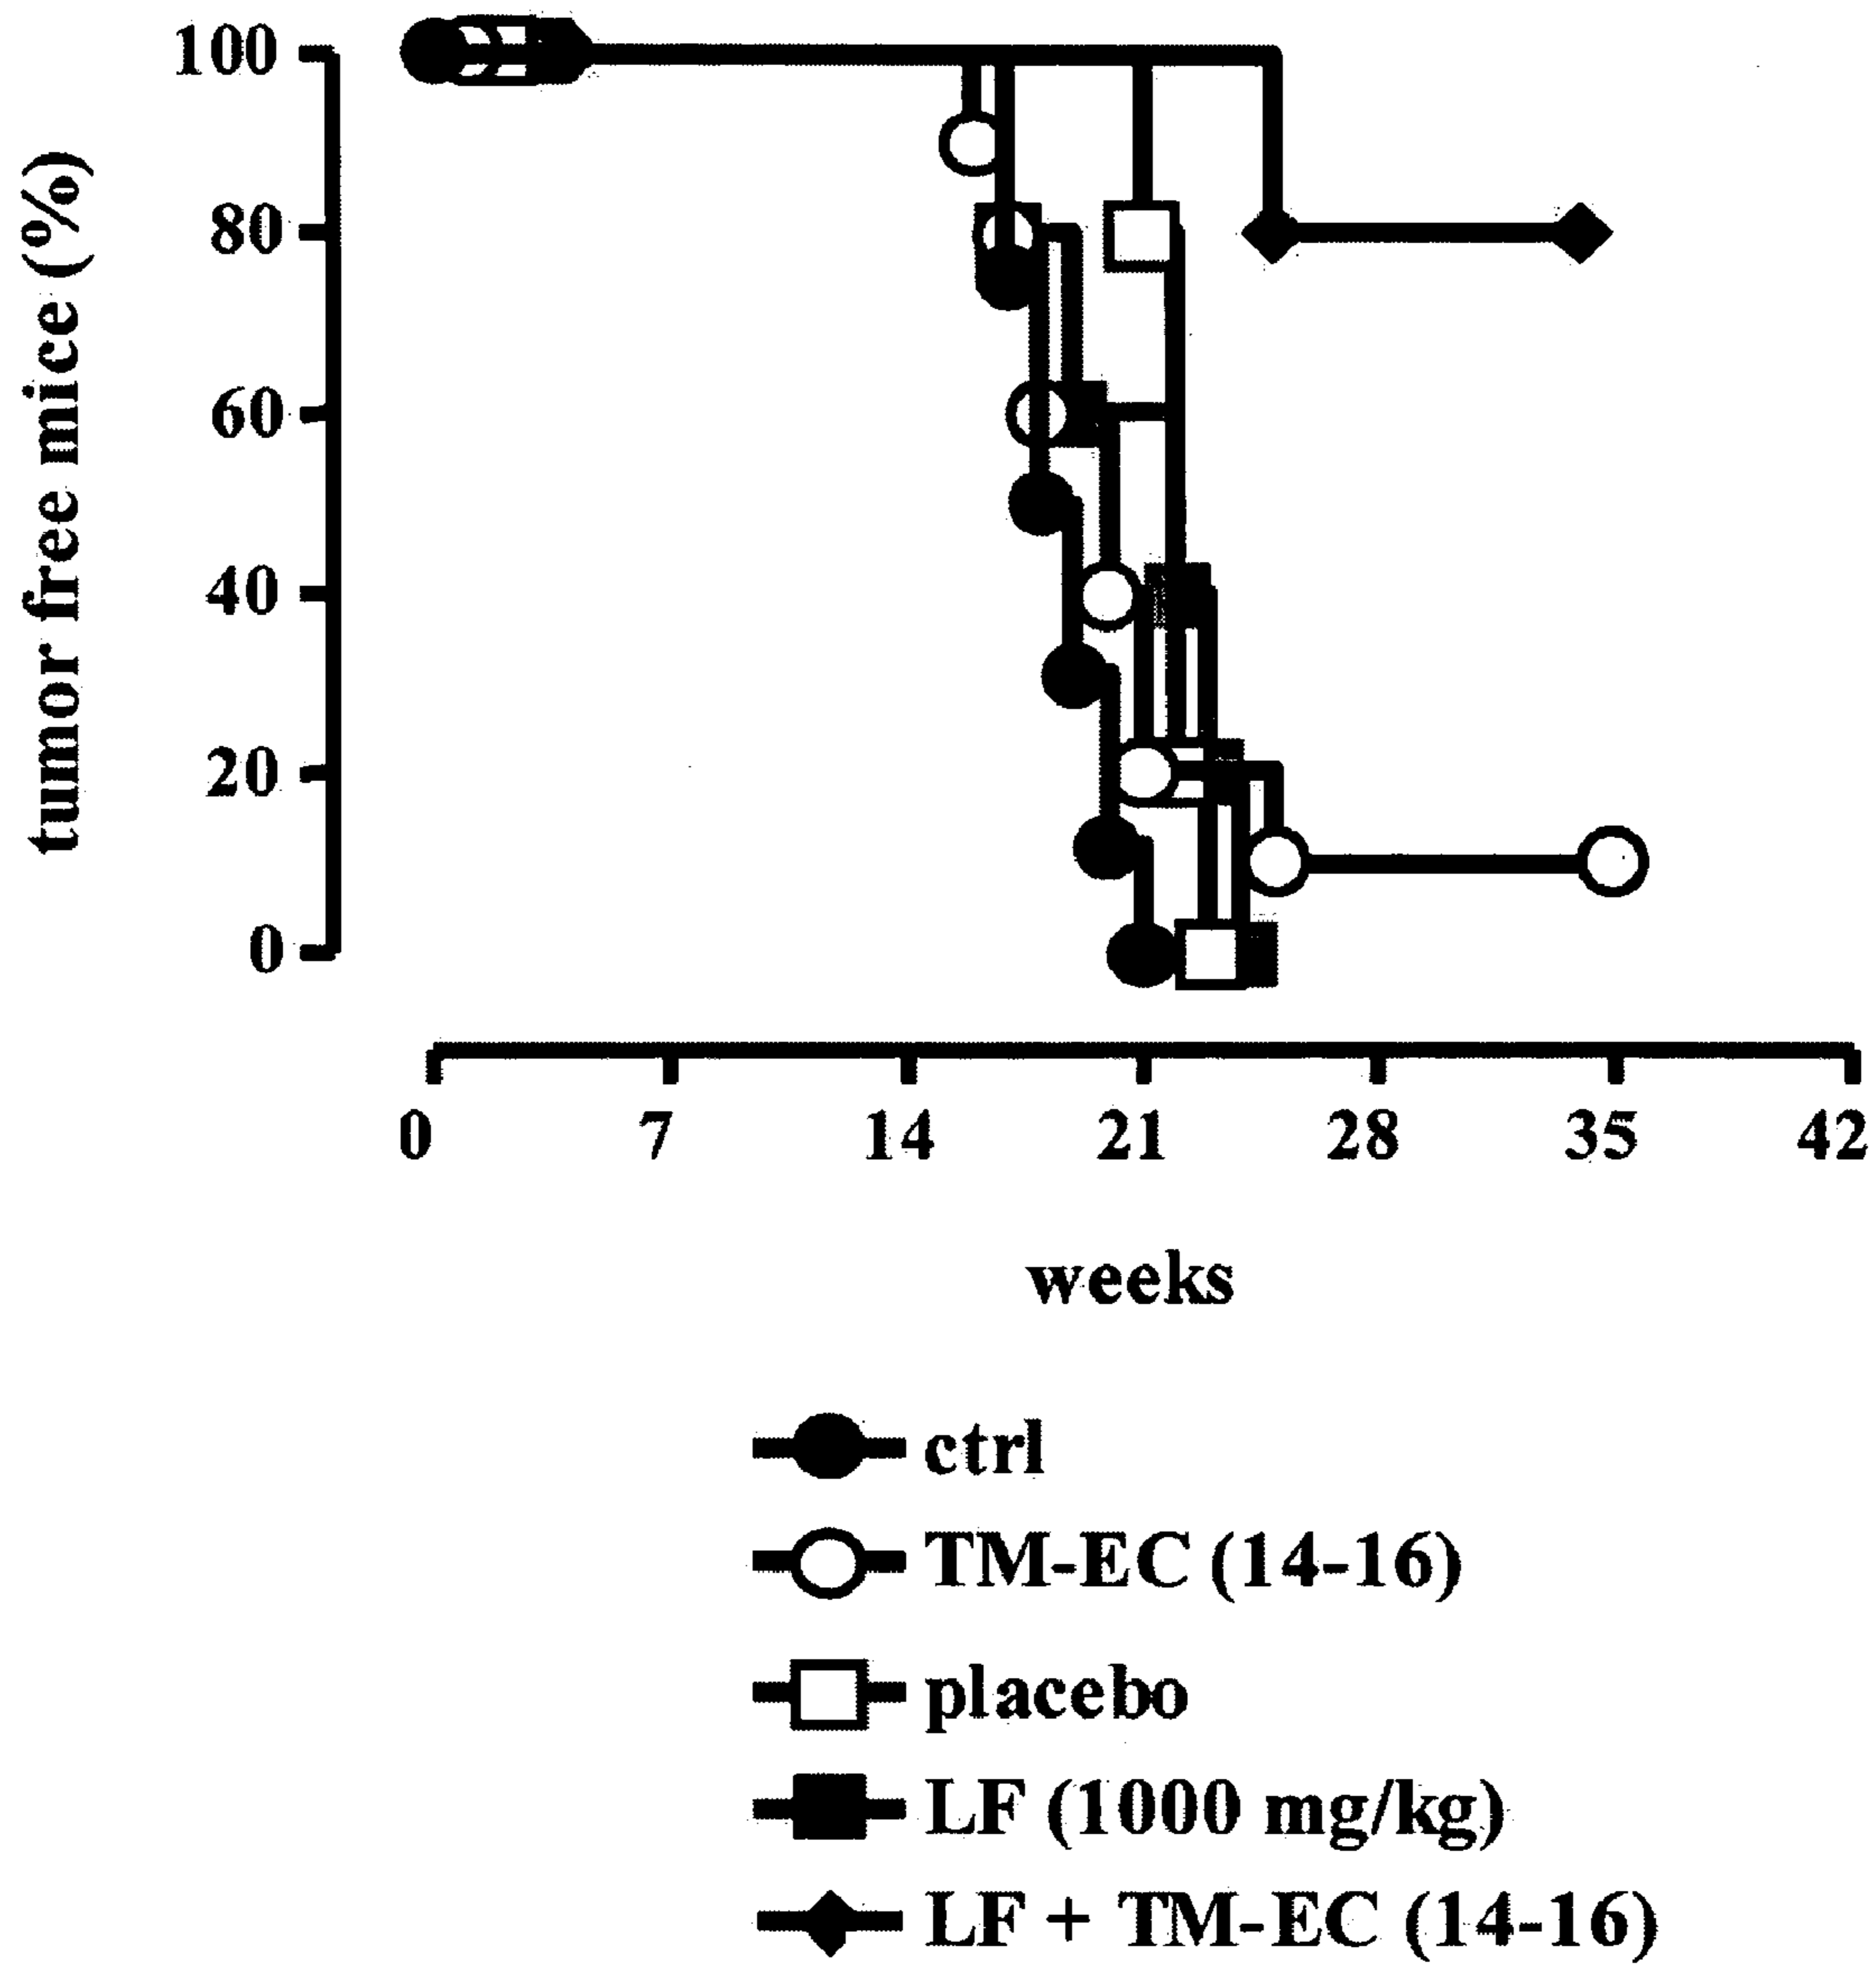 tumor free mice (%)
100
80
60
40
20
0
0 7 14 21 28 35 42
weeks
ctrl
TM-EC (14-16)
placebo
LF (1000 mg/kg)
LF + TM-EC (14-16)